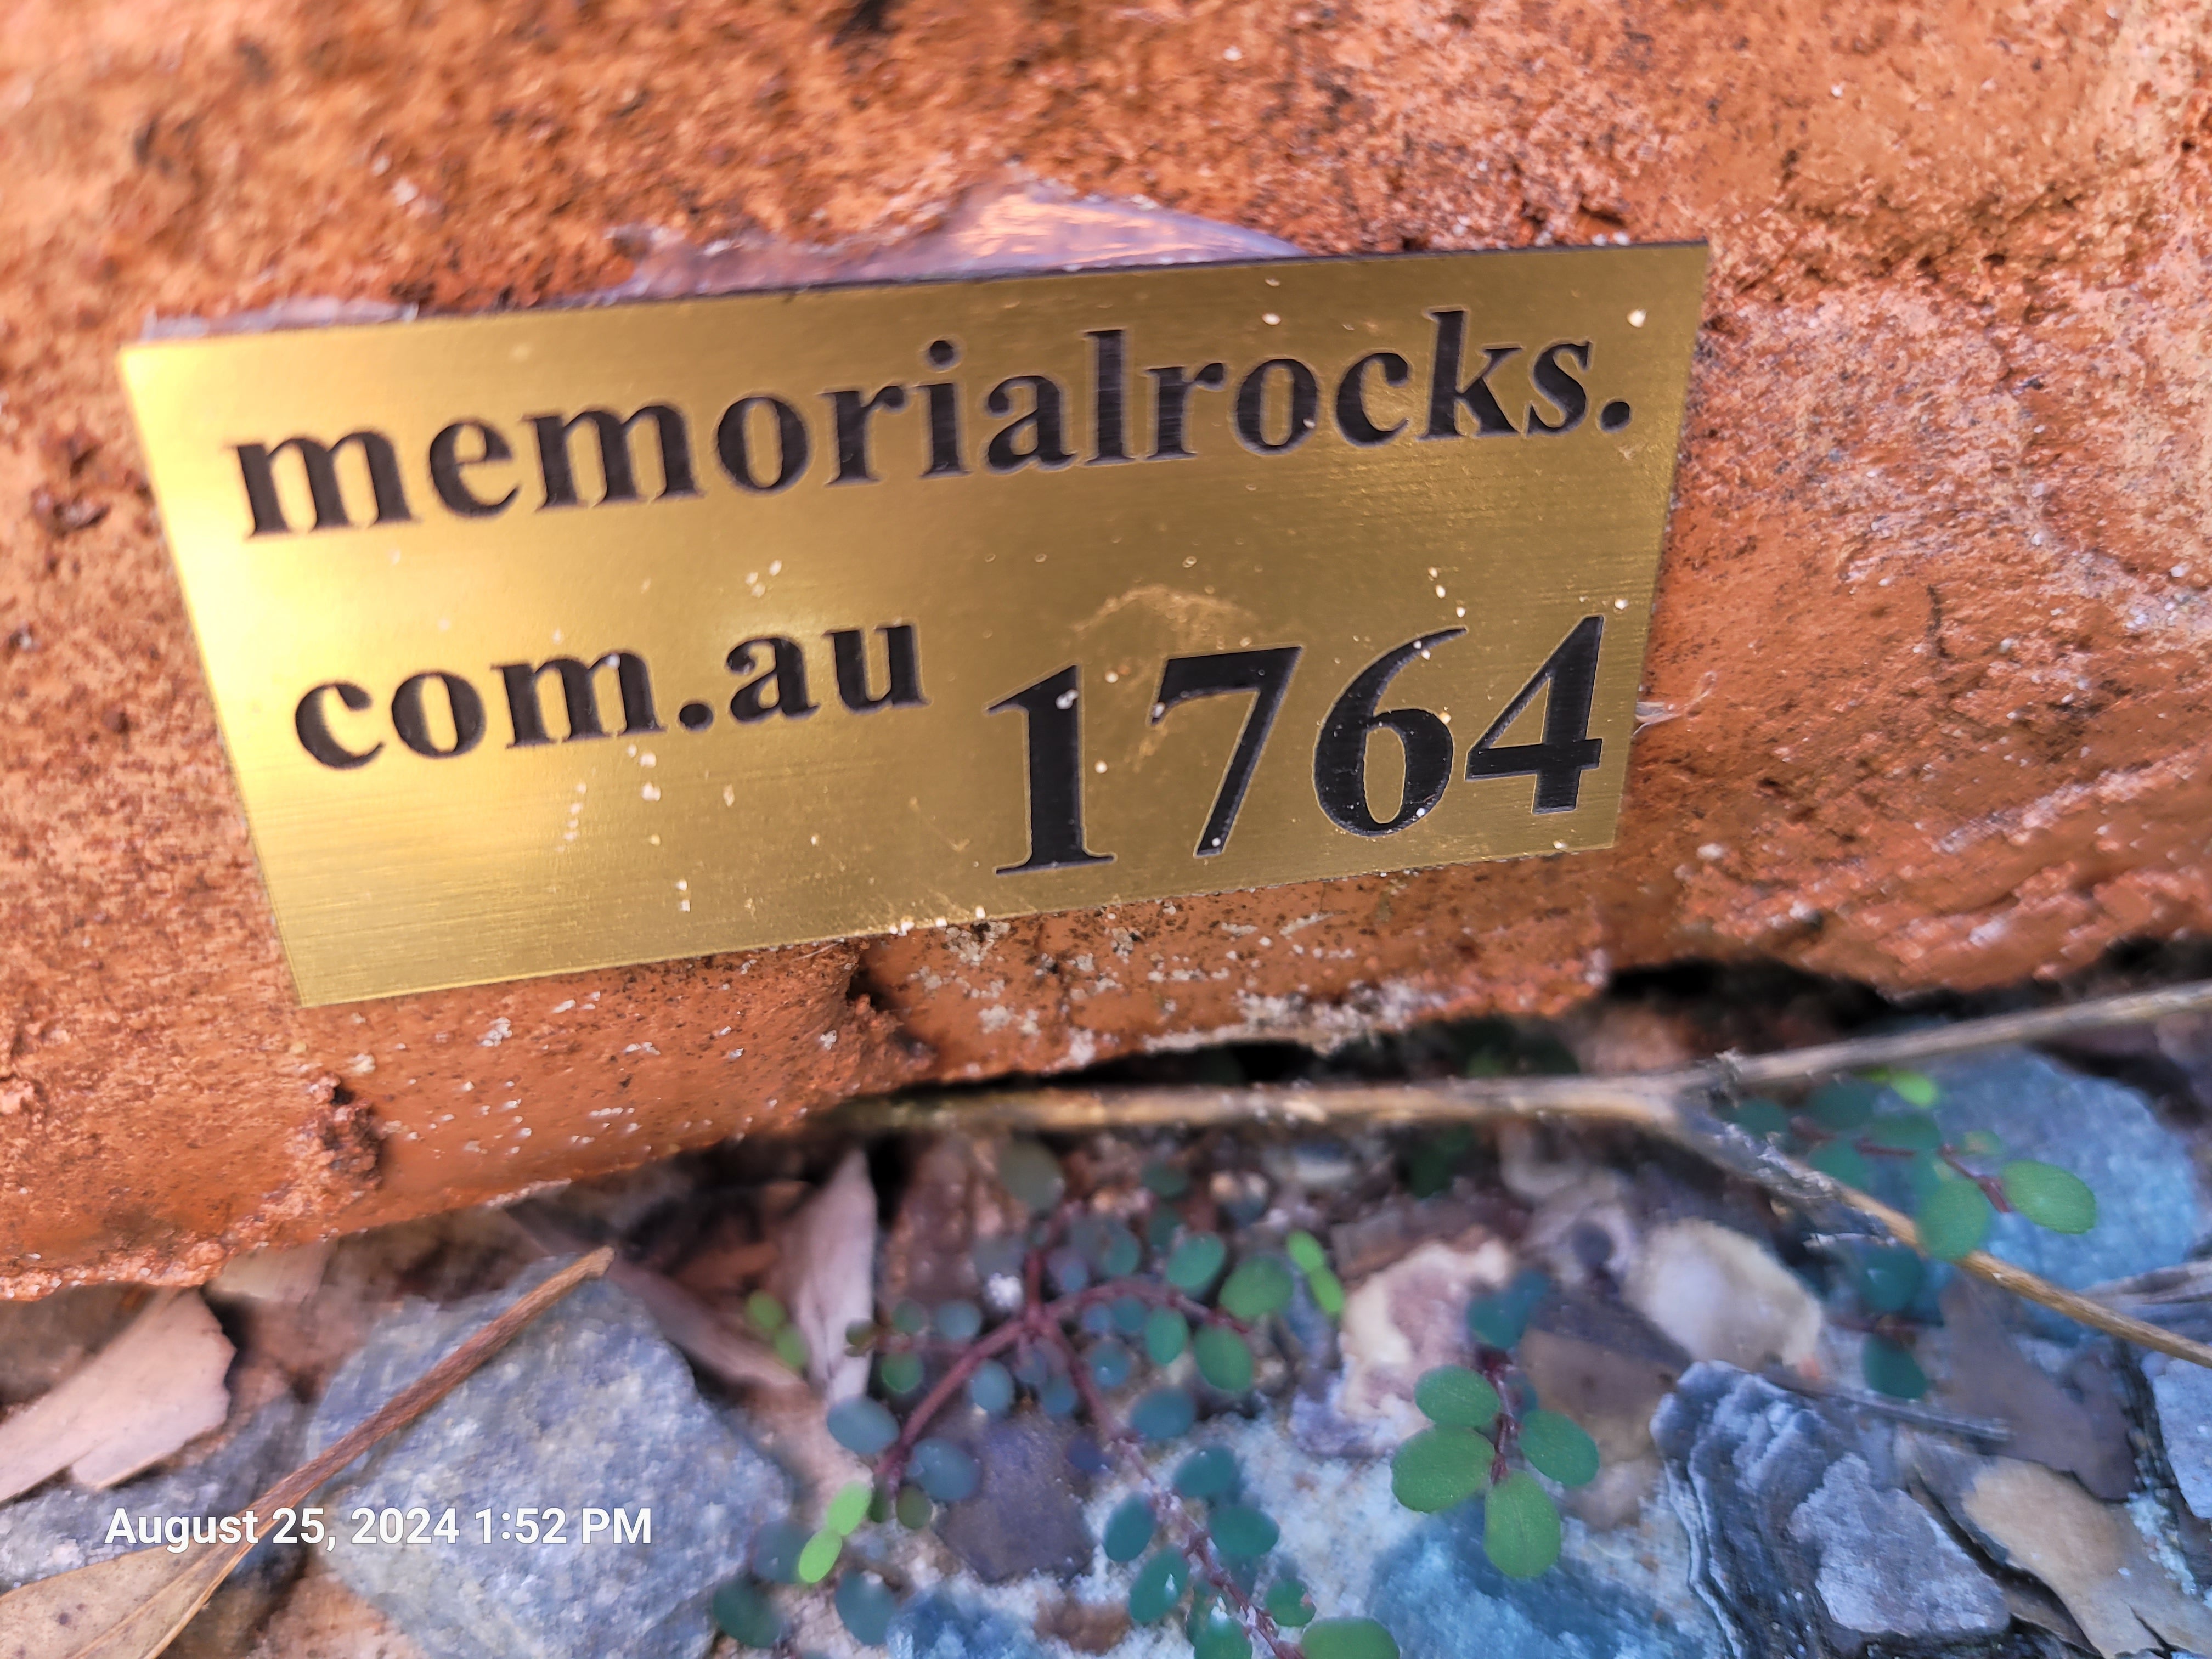 memorialrocks.
com.au 1764
August 25, 2024 1:52 PM